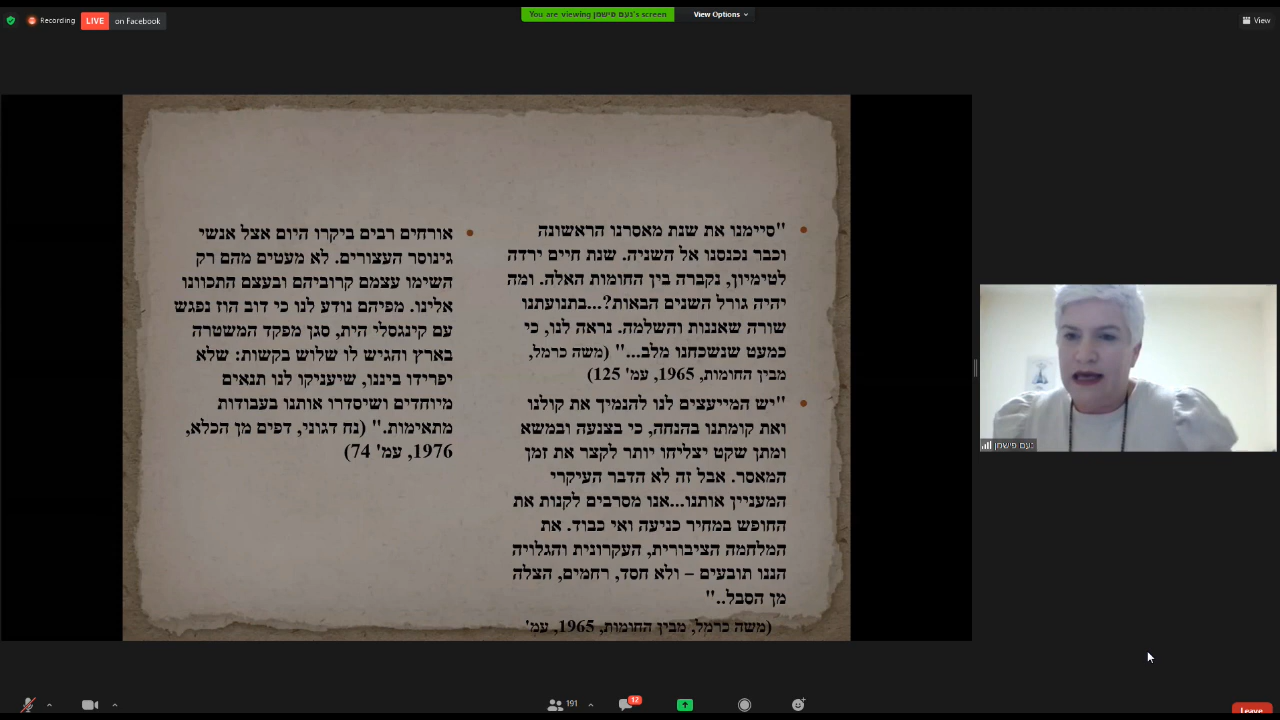 Recording
LIVE
on Facebook
You are viewing נעם פישמן's screen
View Options
View
"סיימנו את שנת מאסרנו הראשונה
וכבר נכנסנו אל השניה. שנת חיים ירדה
לטימיון, נקברה בין החומות האלה. ומה
יהיה גורל השנים הבאות?...בתנועתנו
שורה שאננות והשלמה. נראה לנו, כי
כמעט שנשכחנו מלב..." (משה כרמל,
מבין החומות, 1965, עמ' 125)
"יש המייעצים לנו להנמיך את קולנו
ואת קומתנו בהנחה, כי בצנעה ובמשא
ומתן שקט יצליחו יותר לקצר את זמן
המאסר. אבל זה לא הדבר העיקרי
המעניין אותנו...אנו מסרבים לקנות את
החופש במחיר כניעה ואי כבוד. את
המלחמה הציבורית, העקרונית והגלויה
הננו תובעים – ולא חסד, רחמים, הצלה
מן הסבל.."
(משה כרמל, מבין החומות, 1965, עמ'
אורחים רבים ביקרו היום אצל אנשי
גינוסר העצורים. לא מעטים מהם רק
השימו עצמם קרוביהם ובעצם התכוונו
אלינו. מפיהם נודע לנו כי דוב הוז נפגש
עם קינגסלי הית, סגן מפקד המשטרה
בארץ והגיש לו שלוש בקשות: שלא
יפרידו ביננו, שיעניקו לנו תנאים
מיוחדים ושיסדרו אותנו בעבודות
מתאימות." (נח דגוני, דפים מן הכלא,
1976, עמ' 74)
נעם פישמן
191
12
Leave